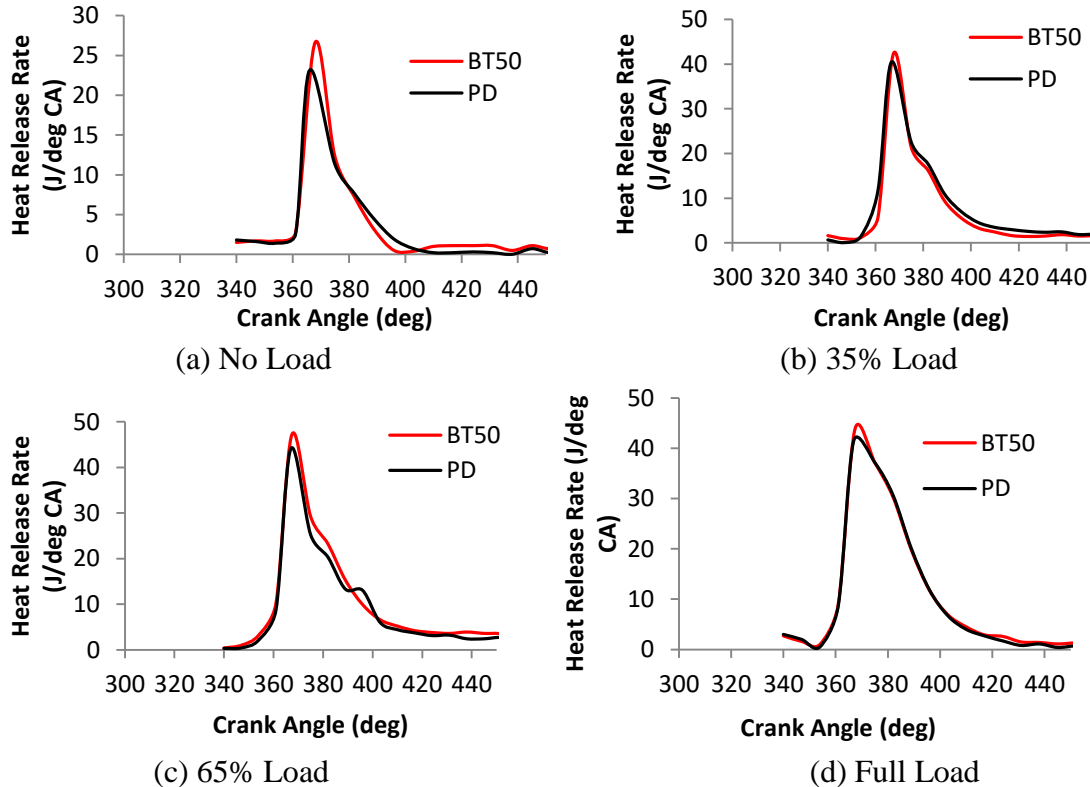 Heat Release Rate
(J/deg CA)
30
25
20
15
10
5
0
300 320 340 360 380 400 420 440
Crank Angle (deg)
BT50
PD
(a) No Load
Heat Release Rate
(J/deg CA)
50
40
30
20
10
0
300 320 340 360 380 400 420 440
Crank Angle (deg)
BT50
PD
(b) 35% Load
Heat Release Rate
(J/deg CA)
50
40
30
20
10
0
300 320 340 360 380 400 420 440
Crank Angle (deg)
BT50
PD
(c) 65% Load
Heat Release Rate (J/deg
CA)
50
40
30
20
10
0
300 320 340 360 380 400 420 440
Crank Angle (deg)
BT50
PD
(d) Full Load